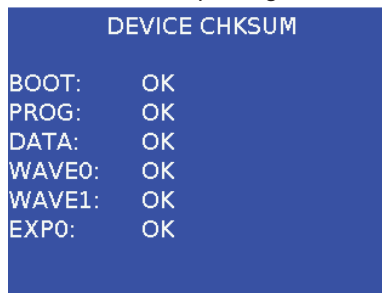 DEVICE CHKSUM
BOOT: OK
PROG: OK
DATA: OK
WAVE0: OK
WAVE1: OK
EXP0: OK